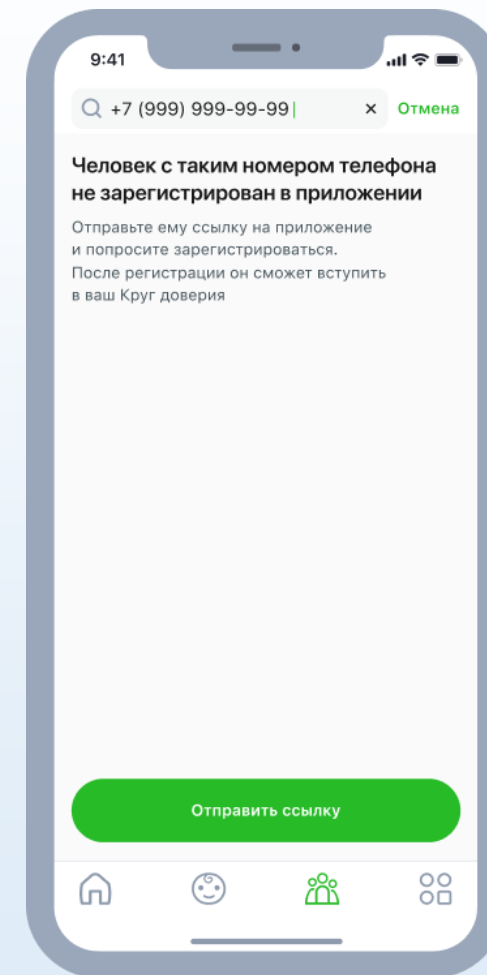 9:41
+7 (999) 999-99-99
× Отмена
Человек с таким номером телефона
не зарегистрирован в приложении
Отправьте ему ссылку на приложение
и попросите зарегистрироваться.
После регистрации он сможет вступить
в ваш Круг доверия
Отправить ссылку